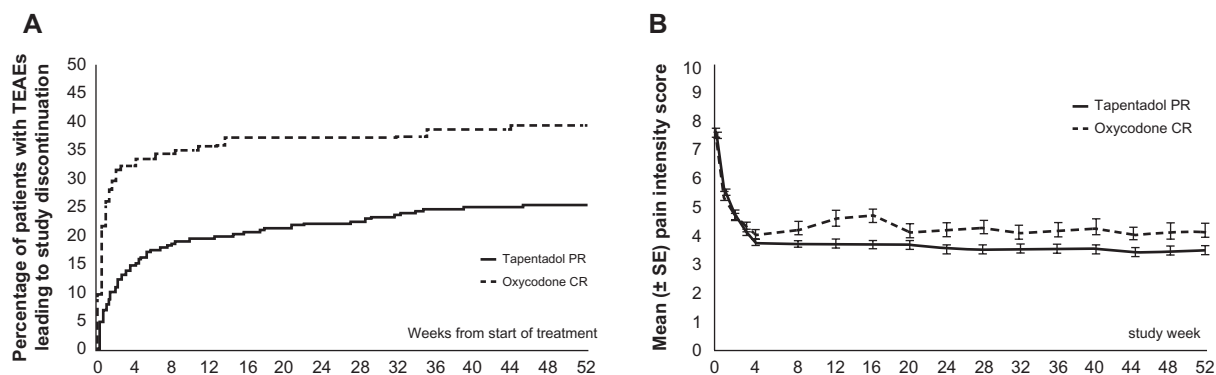 A
Percentage of patients with TEAEs
leading to study discontinuation
50
45
40
35
30
25
20
15
10
5
0
Tapentadol PR
Oxycodone CR
Weeks from start of treatment
0 4 8 12 16 20 24 28 32 36 40 44 48 52
B
Mean (± SE) pain intensity score
10
9
8
7
6
5
4
3
2
1
0
Tapentadol PR
Oxycodone CR
study week
0 4 8 12 16 20 24 28 32 36 40 44 48 52